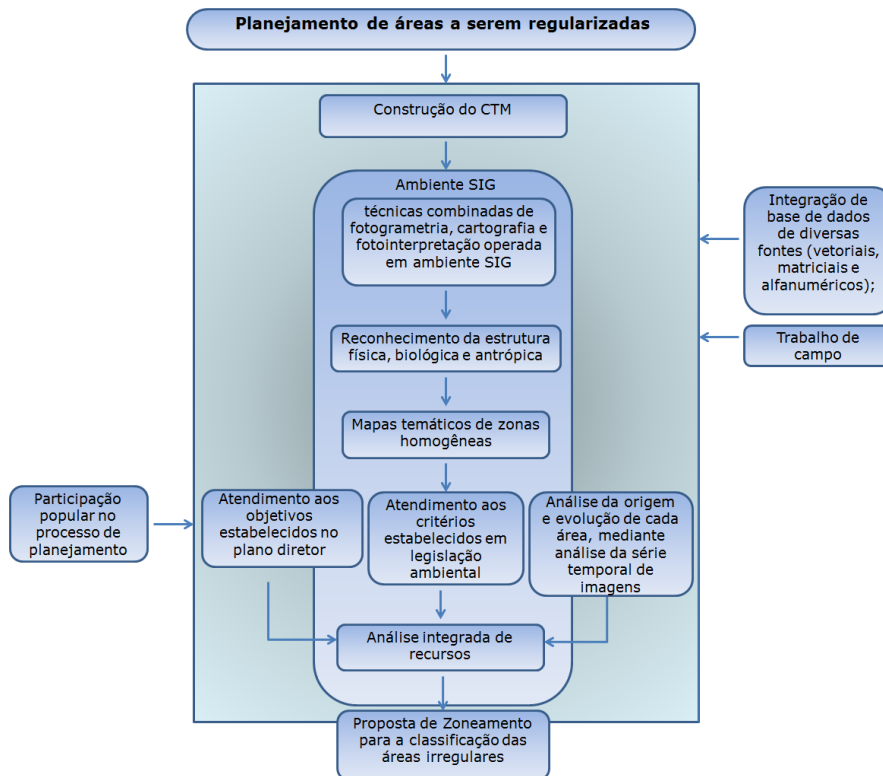 Planejamento de áreas a serem regularizadas
Construção do CTM
Ambiente SIG
técnicas combinadas de
fotogrametria, cartografia e
fotointerpretação operada
em ambiente SIG
Integração de
base de dados
de diversas
fontes (vetoriais,
matriciais e
alfanuméricos);
Reconhecimento da estrutura
física, biológica e antrópica
Trabalho de
campo
Mapas temáticos de zonas
homogêneas
Participação
popular no
processo de
planejamento
Atendimento aos
objetivos
estabelecidos no
plano diretor
Atendimento aos
critérios
estabelecidos em
legislação
ambiental
Análise da origem
e evolução de cada
área, mediante
análise da série
temporal de
imagens
Análise integrada de
recursos
Proposta de Zoneamento
para a classificação das
áreas irregulares